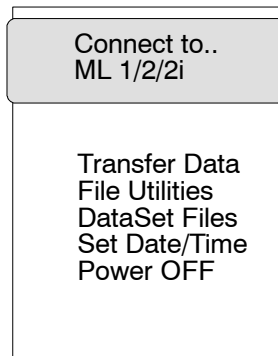 Connect to..
ML 1/2/2i
Transfer Data
File Utilities
DataSet Files
Set Date/Time
Power OFF